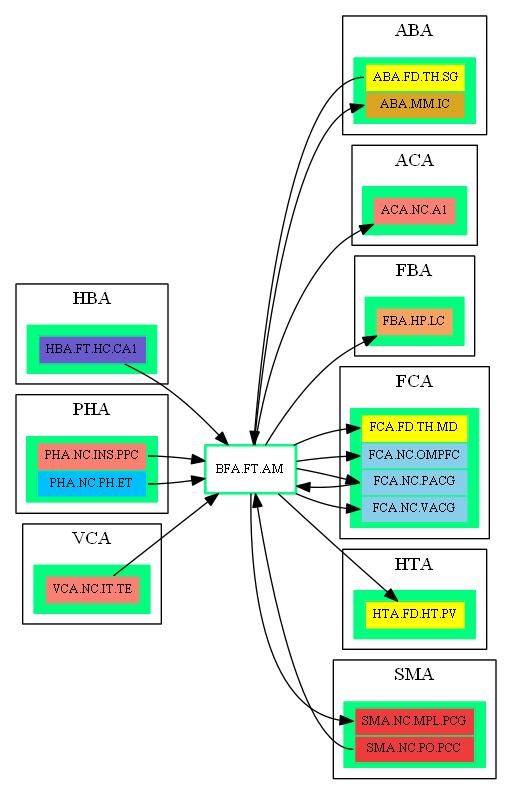 ABA
ABA.FD.TH.SG
ABA.MM.IC
ACA
ACA.NC.A1
FBA
FBA.HP.LC
HBA
HBA.FT.HC.CA1
FCA
FCA.FD.TH.MD
FCA.NC.OMPFC
FCA.NC.PACG
FCA.NC.VACG
PHA
PHA.NC.INS.PPC
PHA.NC.PH.ET
BFA.FT.AM
VCA
VCA.NC.IT.TE
HTA
HTA.FD.HT.PV
SMA
SMA.NC.MPL.PCG
SMA.NC.PO.PCC